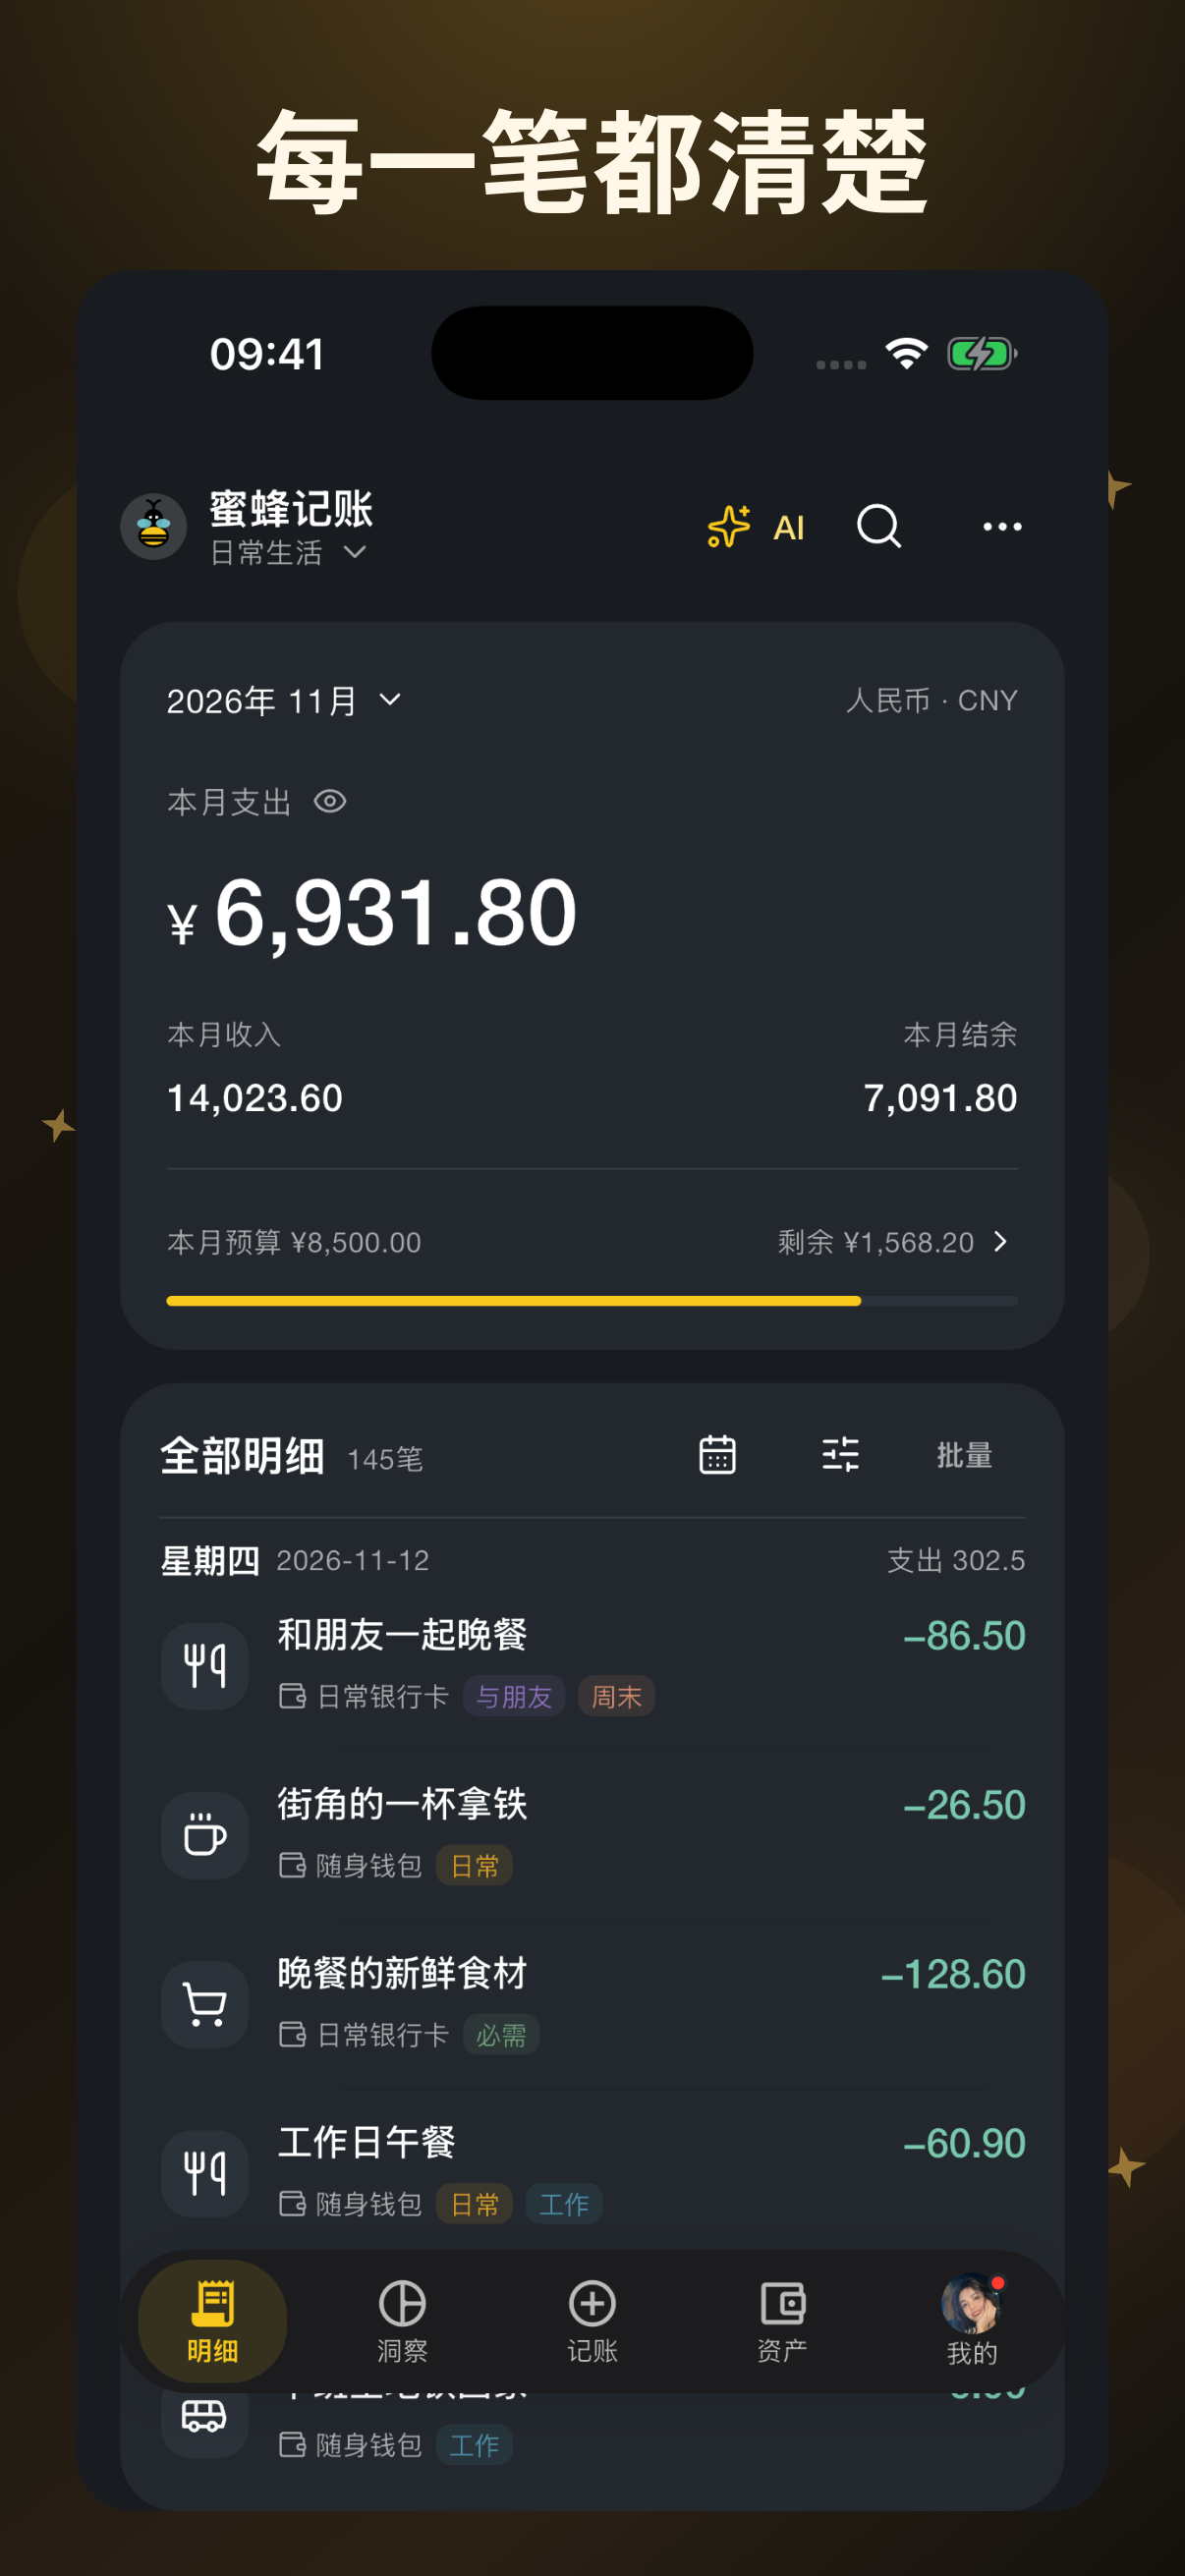 每一笔都清楚
09:41
蜜蜂记账
日常生活
AI
2026年 11月
人民币 · CNY
本月支出
¥ 6,931.80
本月收入
本月结余
14,023.60
7,091.80
本月预算 ¥8,500.00
剩余 ¥1,568.20
全部明细 145笔
批量
星期四 2026-11-12
支出 302.5
和朋友一起晚餐
−86.50
日常银行卡 与朋友 周末
街角的一杯拿铁
−26.50
随身钱包 日常
晚餐的新鲜食材
−128.60
日常银行卡 必需
工作日午餐
−60.90
随身钱包 日常 工作
明细
洞察
记账
资产
我的
随身钱包 工作